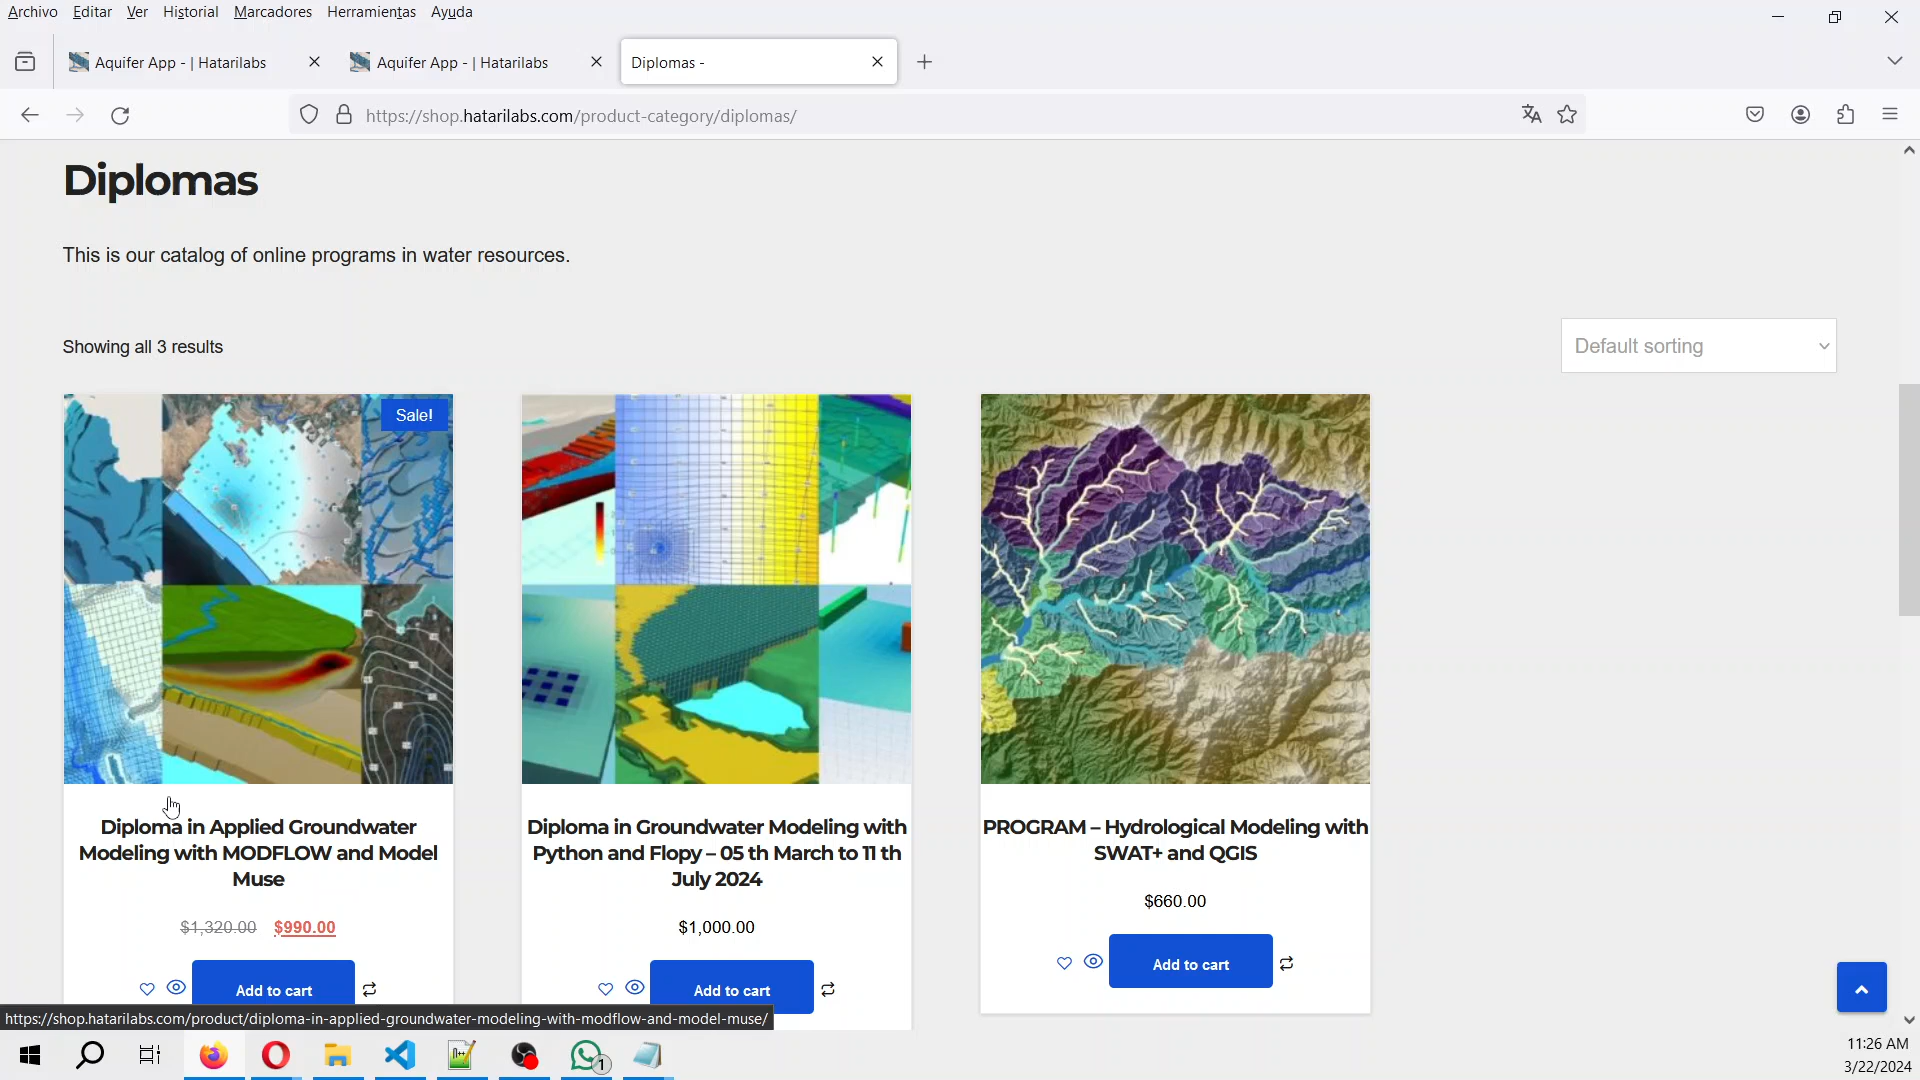 Archivo Editar Ver Historial Marcadores Herramientas Ayuda
Aquifer App - | Hatarilabs
Aquifer App - | Hatarilabs
Diplomas -
https://shop.hatarilabs.com/product-category/diplomas/
Diplomas
This is our catalog of online programs in water resources.
Showing all 3 results
Default sorting
Sale!
Diploma in Applied Groundwater
Modeling with MODFLOW and Model
Muse
$1,320.00 $990.00
Add to cart
Diploma in Groundwater Modeling with
Python and Flopy – 05 th March to 11 th
July 2024
$1,000.00
Add to cart
PROGRAM – Hydrological Modeling with
SWAT+ and QGIS
$660.00
Add to cart
https://shop.hatarilabs.com/product/diploma-in-applied-groundwater-modeling-with-modflow-and-model-muse/
1
11:26 AM
3/22/2024